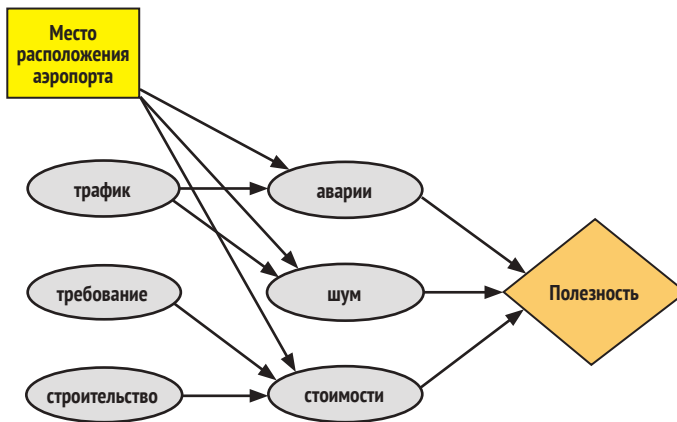 Место
расположения
аэропорта
трафик
аварии
требование
шум
Полезность
строительство
стоимости